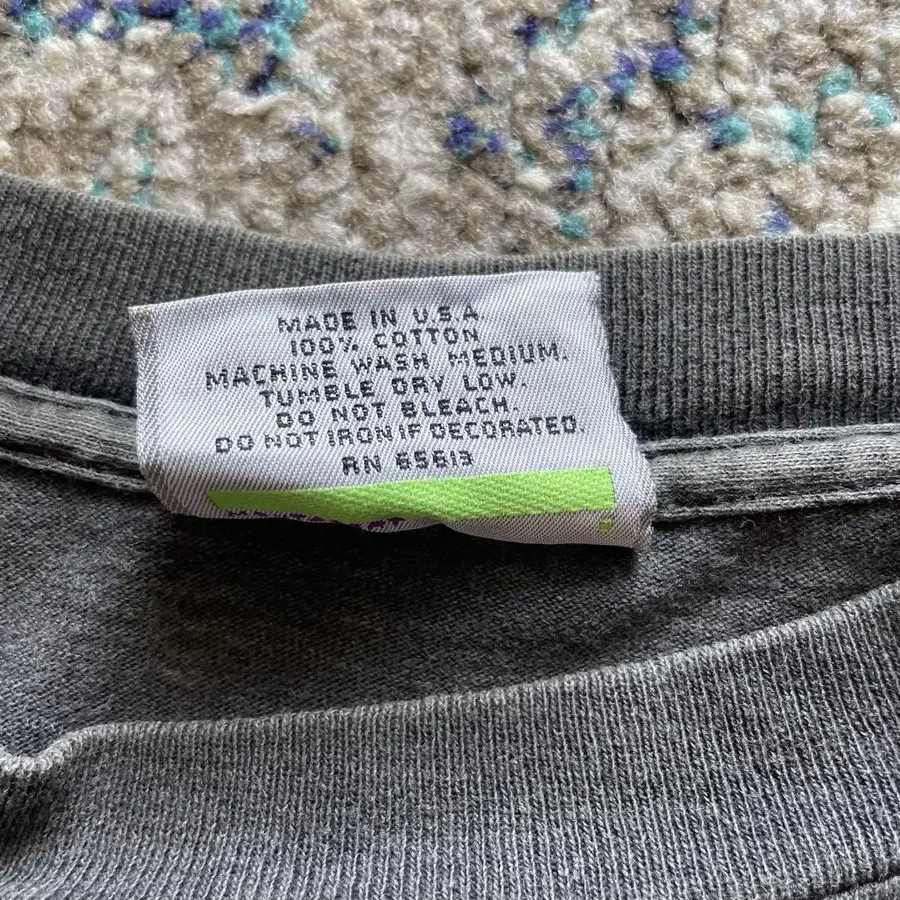 MADE IN U.S.A.
100% COTTON
MACHINE WASH MEDIUM.
TUMBLE DRY LOW.
DO NOT BLEACH.
DO NOT IRON IF DECORATED.
RN 65613